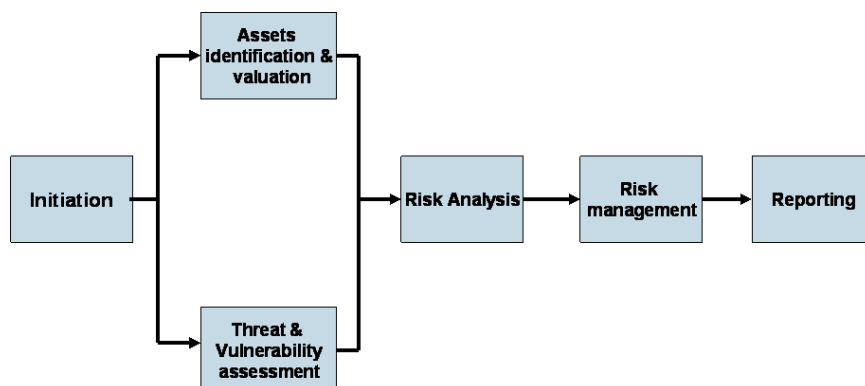 Assets
identification &
valuation
Initiation
Risk Analysis
Risk
management
Reporting
Threat &
Vulnerability
assessment